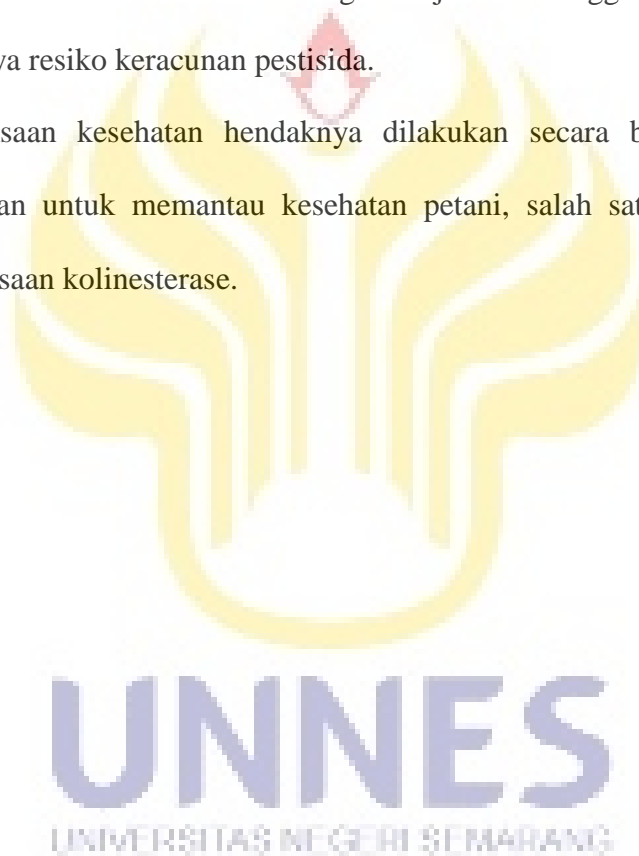 ya resiko keracunan pestisida.
saan kesehatan hendaknya dilakukan secara b
an untuk memantau kesehatan petani, salah sat
saan kolinesterase.
UNNES
UNIVERSITAS NEGERI SEMARANG